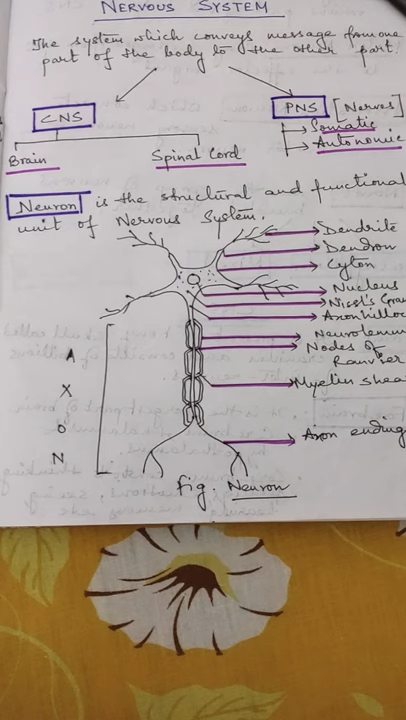 NERVOUS SYSTEM
The system which conveys message from one
part of the body to the other part.
CNS
PNS [Nerves]
Somatic
Autonomic
Brain
Spinal Cord
Neuron is the structural and functional
unit of Nervous System.
Dendrite
Dendron
Cyton
Nucleus
Nissl's Gran
Axon hilloc
Neurolemm
Nodes of
Ranvier
Myelin shea
Axon ending
A
X
O
N
Fig. Neuron